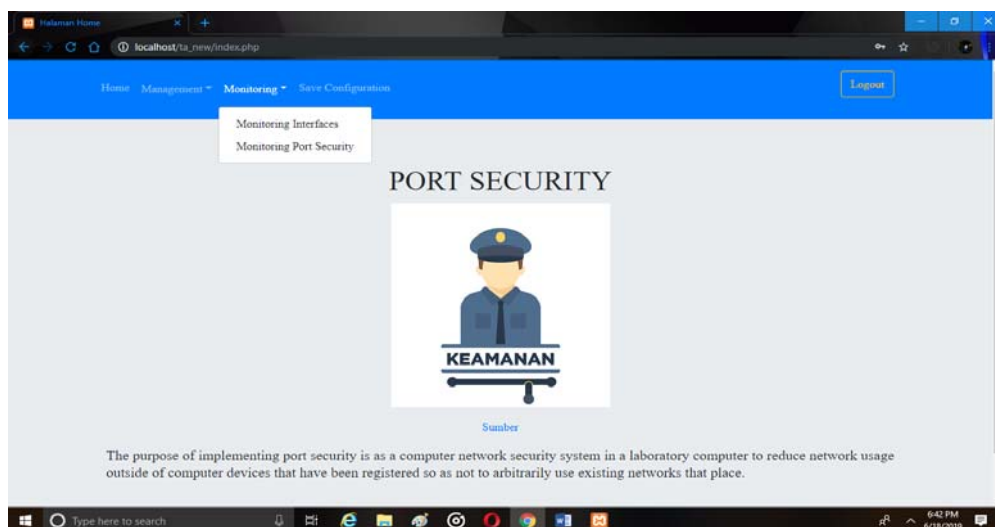 Halaman Home
localhost/ta_new/index.php
Home Management Monitoring Save Configuration Logout
Monitoring Interfaces
Monitoring Port Security
PORT SECURITY
KEAMANAN
Sumber
The purpose of implementing port security is as a computer network security system in a laboratory computer to reduce network usage
outside of computer devices that have been registered so as not to arbitrarily use existing networks that place.
Type here to search
6:42 PM
6/18/2019